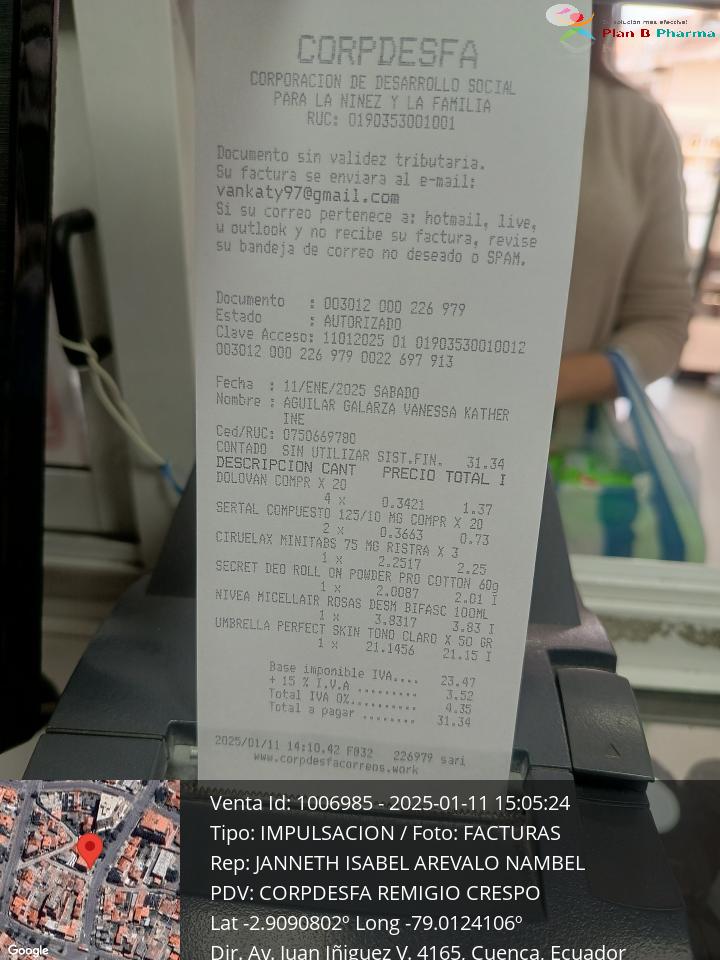 Tu solución más efectiva!
Plan B Pharma
CORPDESFA
CORPORACION DE DESARROLLO SOCIAL
PARA LA NINEZ Y LA FAMILIA
RUC: 0190353001001
Documento sin validez tributaria.
Su factura se enviara al e-mail:
vankaty97@gmail.com
Si su correo pertenece a: hotmail, live,
u outlook y no recibe su factura, revise
su bandeja de correo no deseado o SPAM.
Documento : 003012 000 226 979
Estado : AUTORIZADO
Clave Acceso: 11012025 01 01903530010012
003012 000 226 979 0022 697 913
Fecha : 11/ENE/2025 SABADO
Nombre : AGUILAR GALARZA VANESSA KATHER
INE
Ced/RUC: 0750669780
CONTADO SIN UTILIZAR SIST.FIN. 31.34
DESCRIPCION CANT PRECIO TOTAL I
DOLOVAN COMPR X 20
4 x 0.3421 1.37
SERTAL COMPUESTO 125/10 MG COMPR X 20
2 x 0.3663 0.73
CIRUELAX MINITABS 75 MG RISTRA X 3
1 x 2.2517 2.25
SECRET DEO ROLL ON POWDER PRO COTTON 60g
1 x 2.0087 2.01 I
NIVEA MICELLAIR ROSAS DESM BIFASC 100ML
1 x 3.8317 3.83 I
UMBRELLA PERFECT SKIN TONO CLARO X 50 GR
1 x 21.1456 21.15 I
Base imponible IVA.... 23.47
+ 15 % I.V.A ......... 3.52
Total IVA 0%.......... 4.35
Total a pagar ........ 31.34
2025/01/11 14:10.42 F032 226979 sari
www.corpdesfacorreos.work
Venta Id: 1006985 - 2025-01-11 15:05:24
Tipo: IMPULSACION / Foto: FACTURAS
Rep: JANNETH ISABEL AREVALO NAMBEL
PDV: CORPDESFA REMIGIO CRESPO
Lat -2.9090802º Long -79.0124106º
Dir. Av. Juan Iñiguez V. 4165, Cuenca, Ecuador
Google